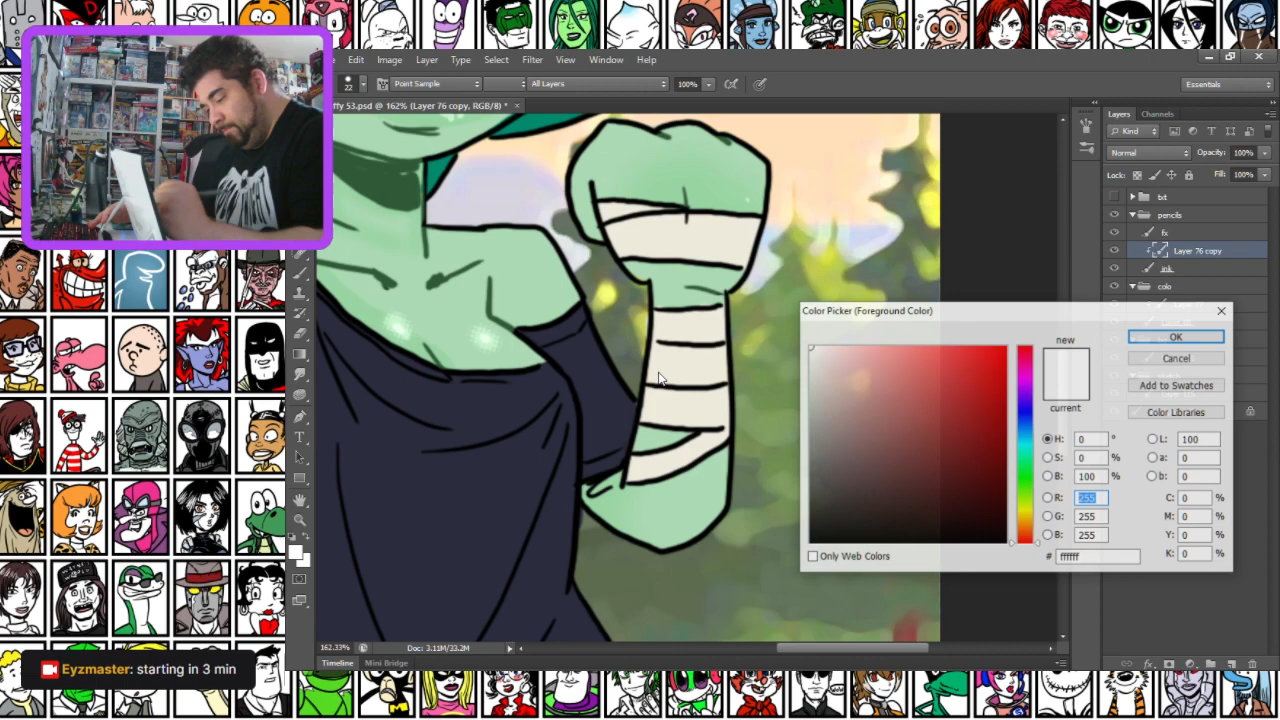 Edit Image Layer Type Select Filter View Window Help
22 Point Sample All Layers 100% Essentials
ffy 53.psd @ 162% (Layer 76 copy, RGB/8) * ×
Layers Channels
Kind
Normal Opacity: 100%
Lock: Fill: 100%
txt
pencils
fx
Layer 76 copy
ink
colo
Color Picker (Foreground Color)
new
current
OK
Cancel
Add to Swatches
Color Libraries
H: 0 °
S: 0 %
B: 100 %
R: 255
G: 255
B: 255
L: 100
a: 0
b: 0
C: 0 %
M: 0 %
Y: 0 %
K: 0 %
Only Web Colors
# ffffff
162.33% Doc: 3.11M/33.2M
Timeline Mini Bridge
Eyzmaster: starting in 3 min